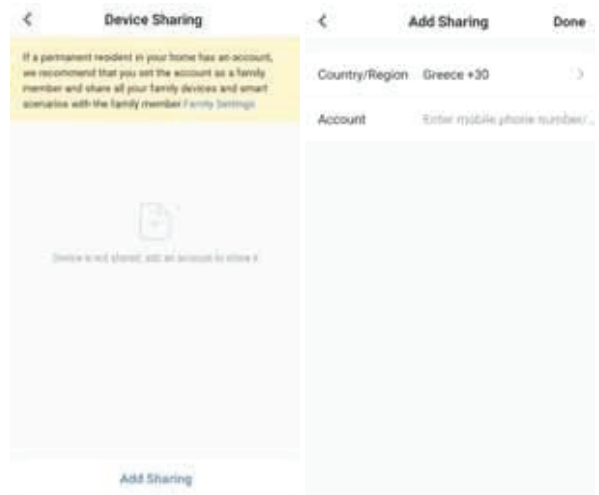 Device Sharing
If a permanent resident in your home has an account,
we recommend that you set the account as a family
member and share all your family devices and smart
scenarios with the family member Family Settings
Device is not shared, add an account to share it
Add Sharing
Add Sharing Done
Country/Region Greece +30
Account Enter mobile phone number/...